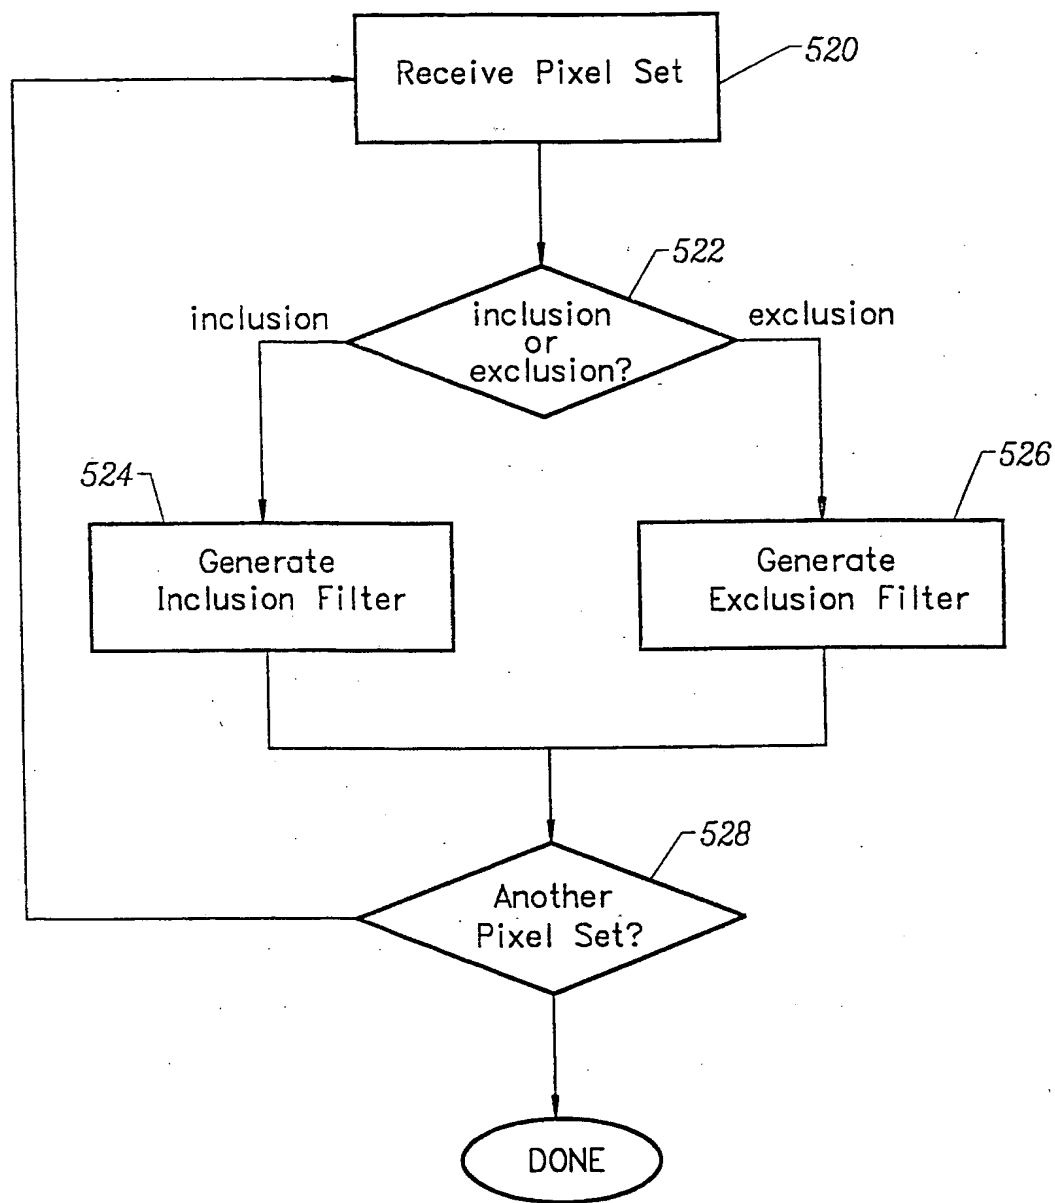 Receive Pixel Set
520
522
inclusion
inclusion
or
exclusion?
exclusion
524
526
Generate
Inclusion Filter
Generate
Exclusion Filter
528
Another
Pixel Set?
DONE